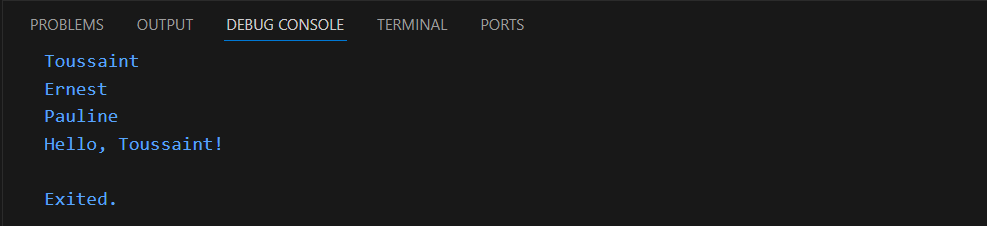 PROBLEMS OUTPUT DEBUG CONSOLE TERMINAL PORTS
Toussaint
Ernest
Pauline
Hello, Toussaint!
Exited.